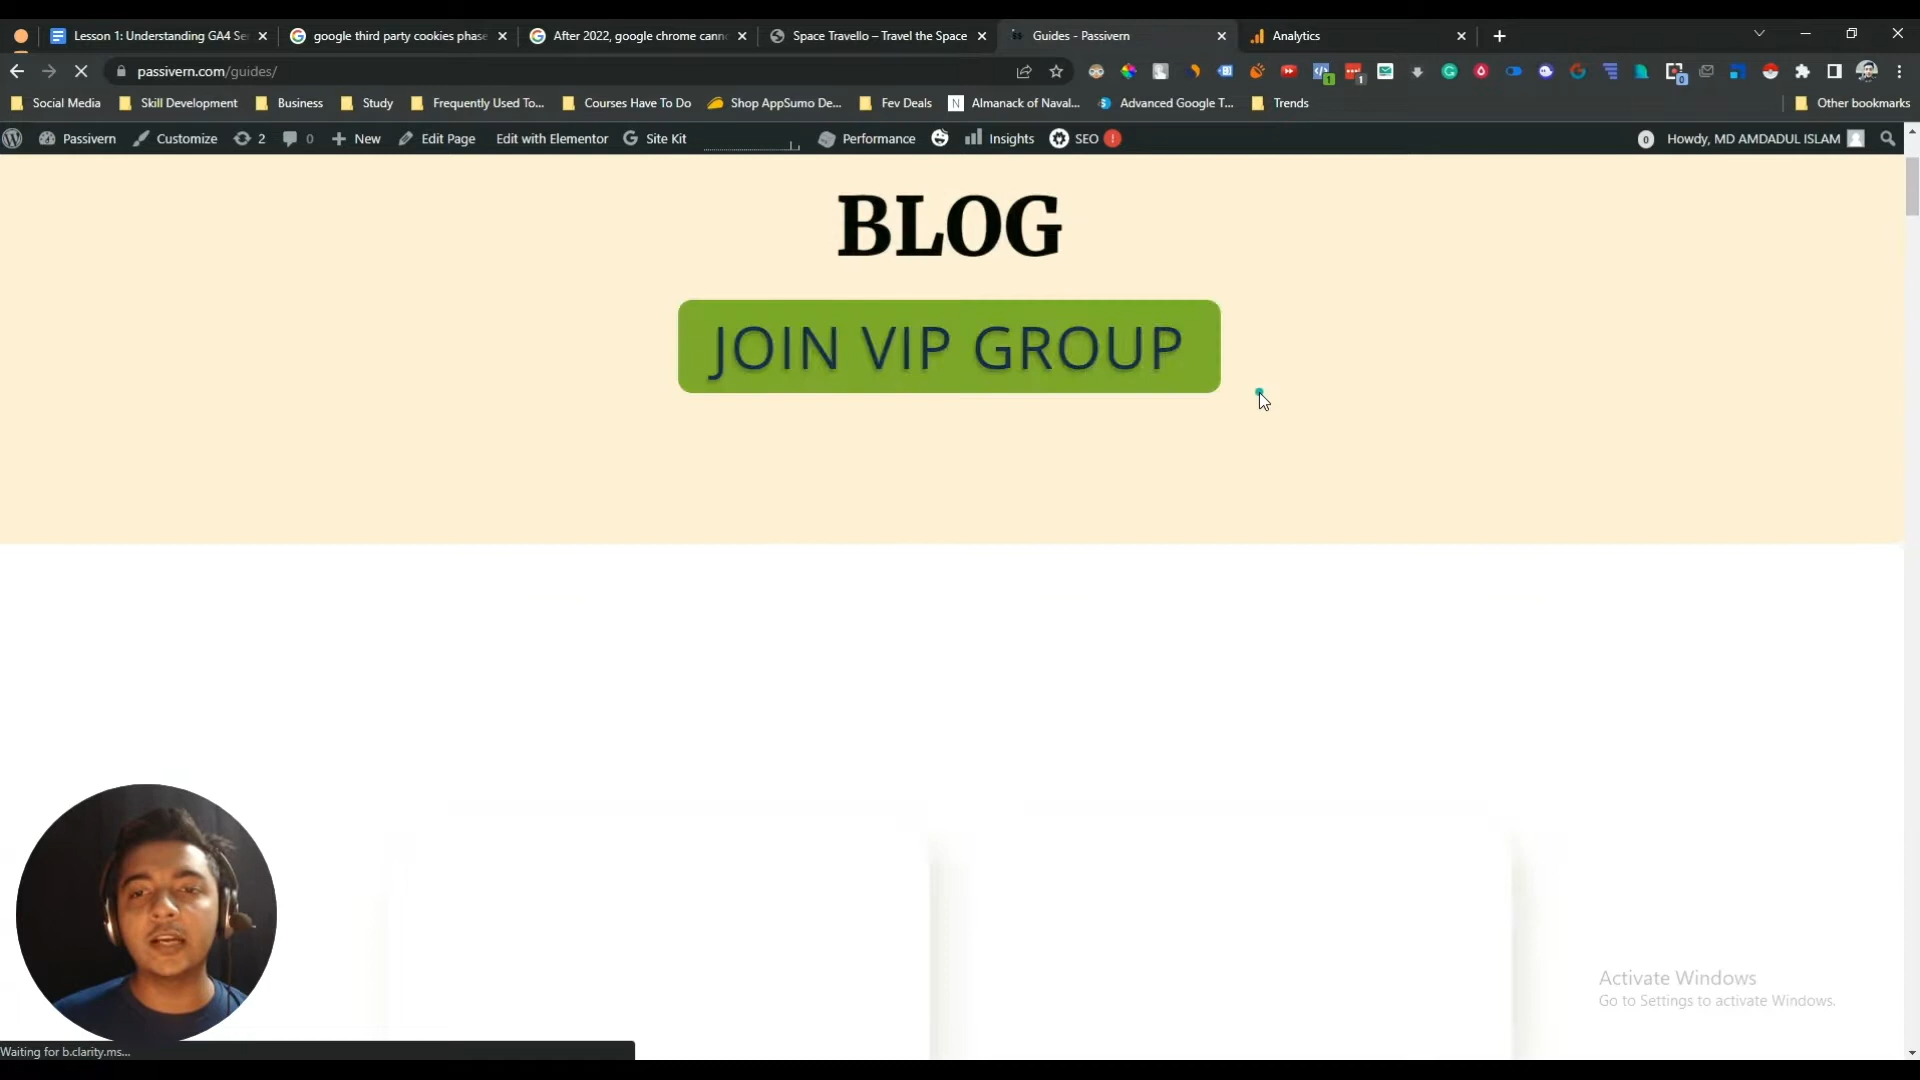 Lesson 1: Understanding GA4 Se
google third party cookies phase
After 2022, google chrome cann
Space Travello – Travel the Space
Guides - Passivern
Analytics
passivern.com/guides/
Social Media
Skill Development
Business
Study
Frequently Used To...
Courses Have To Do
Shop AppSumo De...
Fev Deals
Almanack of Naval...
Advanced Google T...
Trends
Other bookmarks
Passivern
Customize
2
0
New
Edit Page
Edit with Elementor
Site Kit
Performance
Insights
SEO
0
Howdy, MD AMDADUL ISLAM
BLOG
JOIN VIP GROUP
Activate Windows
Go to Settings to activate Windows.
Waiting for b.clarity.ms...